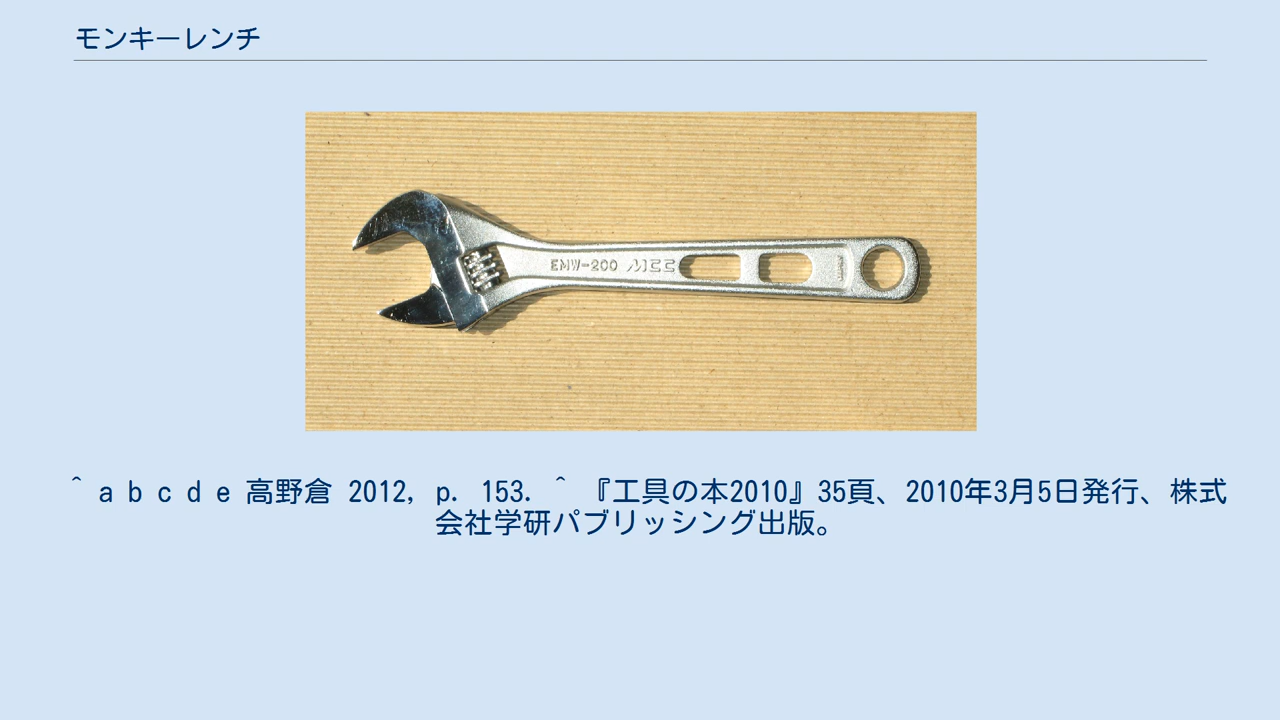 モンキーレンチ
EMW-200 MCC
^ a b c d e 高野倉 2012, p. 153. ^ 『工具の本2010』35頁、2010年3月5日発行、株式
会社学研パブリッシング出版。